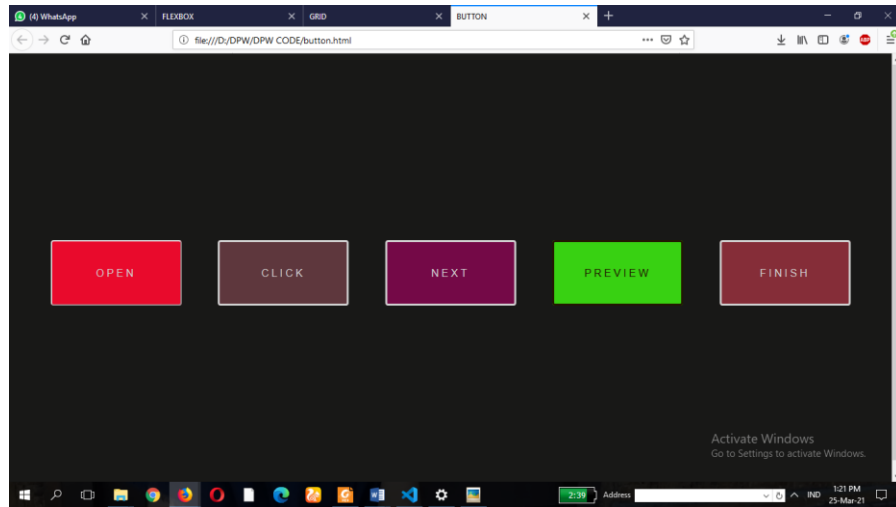 (4) WhatsApp
FLEXBOX
GRID
BUTTON
file:///D:/DPW/DPW CODE/button.html
ABP
OPEN
CLICK
NEXT
PREVIEW
FINISH
Activate Windows
Go to Settings to activate Windows.
2:39
Address
IND
1:21 PM
25-Mar-21